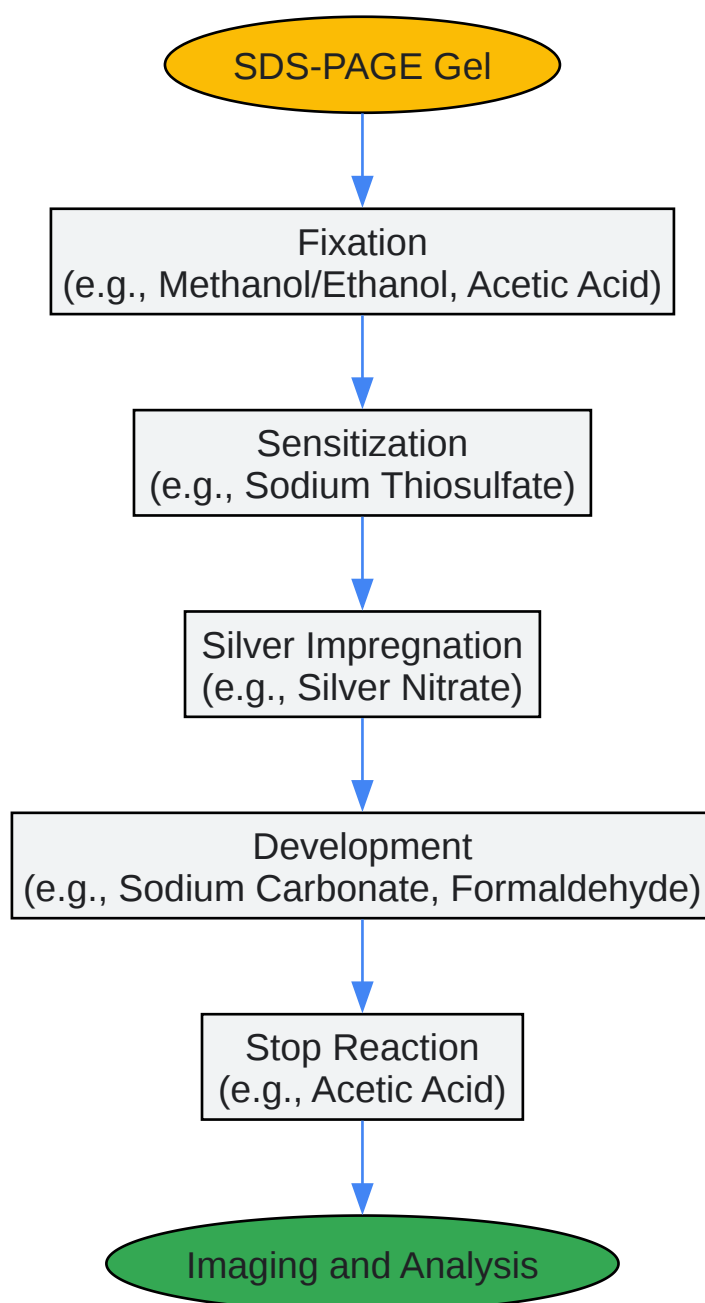 SDS-PAGE Gel
Fixation
(e.g., Methanol/Ethanol, Acetic Acid)
Sensitization
(e.g., Sodium Thiosulfate)
Silver Impregnation
(e.g., Silver Nitrate)
Development
(e.g., Sodium Carbonate, Formaldehyde)
Stop Reaction
(e.g., Acetic Acid)
Imaging and Analysis